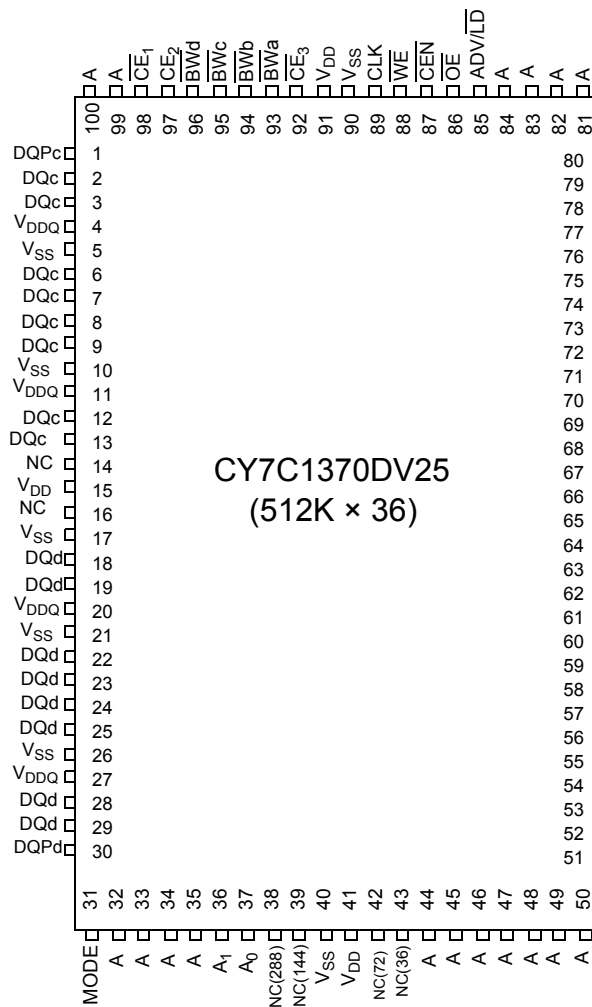 A
A
CE1
CE2
BWd
BWc
BWb
BWa
CE3
VDD
VSS
CLK
WE
CEN
OE
ADV/LD
A
A
A
A
100
99
98
97
96
95
94
93
92
91
90
89
88
87
86
85
84
83
82
81
DQPc 1
DQc 2
DQc 3
VDDQ 4
VSS 5
DQc 6
DQc 7
DQc 8
DQc 9
VSS 10
VDDQ 11
DQc 12
DQc 13
NC 14
VDD 15
NC 16
VSS 17
DQd 18
DQd 19
VDDQ 20
VSS 21
DQd 22
DQd 23
DQd 24
DQd 25
VSS 26
VDDQ 27
DQd 28
DQd 29
DQPd 30
CY7C1370DV25
(512K × 36)
80
79
78
77
76
75
74
73
72
71
70
69
68
67
66
65
64
63
62
61
60
59
58
57
56
55
54
53
52
51
31
32
33
34
35
36
37
38
39
40
41
42
43
44
45
46
47
48
49
50
MODE
A
A
A
A
A1
A0
NC(288)
NC(144)
VSS
VDD
NC(72)
NC(36)
A
A
A
A
A
A
A